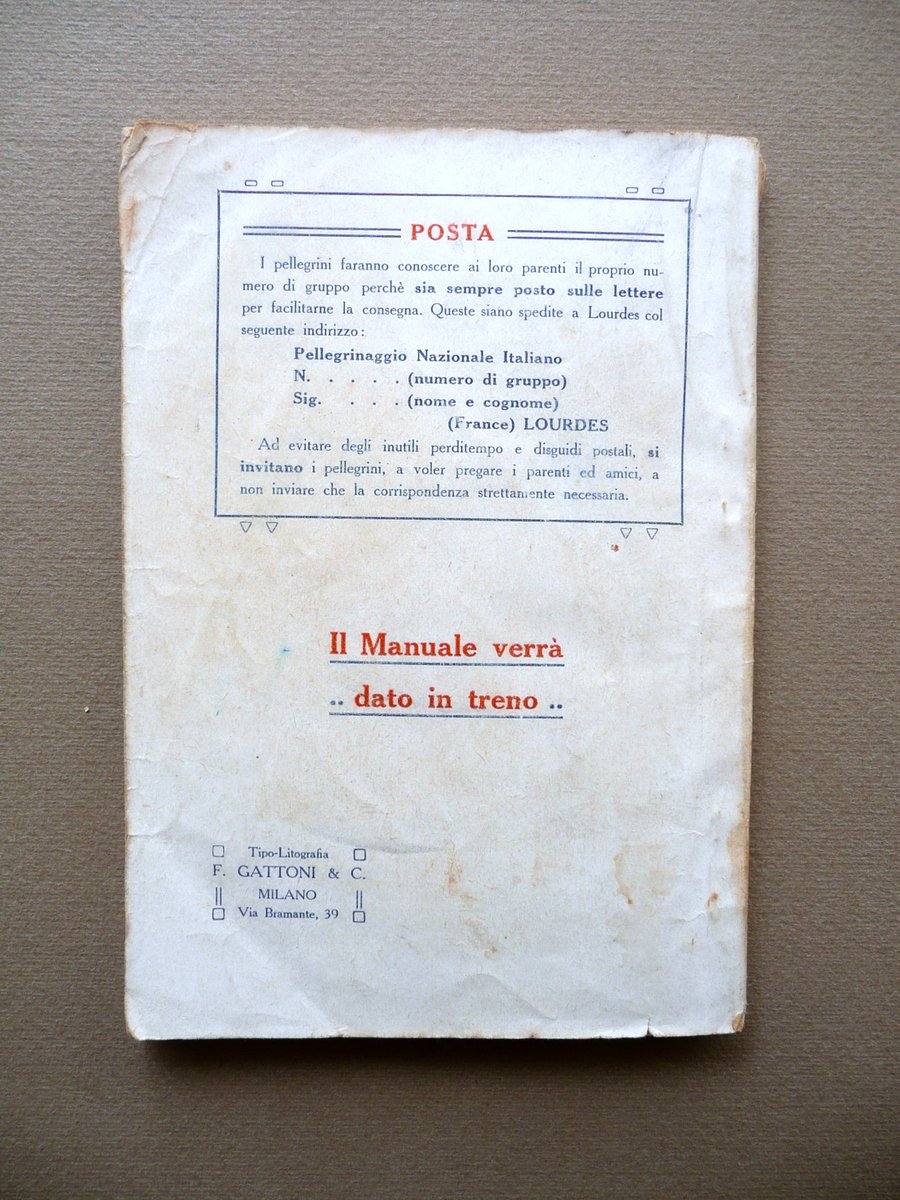 POSTA
I pellegrini faranno conoscere ai loro parenti il proprio nu-
mero di gruppo perchè sia sempre posto sulle lettere
per facilitarne la consegna. Queste siano spedite a Lourdes col
seguente indirizzo:
Pellegrinaggio Nazionale Italiano
N. . . . . (numero di gruppo)
Sig. . . . (nome e cognome)
(France) LOURDES
Ad evitare degli inutili perditempo e disguidi postali, si
invitano i pellegrini, a voler pregare i parenti ed amici, a
non inviare che la corrispondenza strettamente necessaria.
Il Manuale verrà
.. dato in treno ..
Tipo-Litografia
F. GATTONI & C.
MILANO
Via Bramante, 39